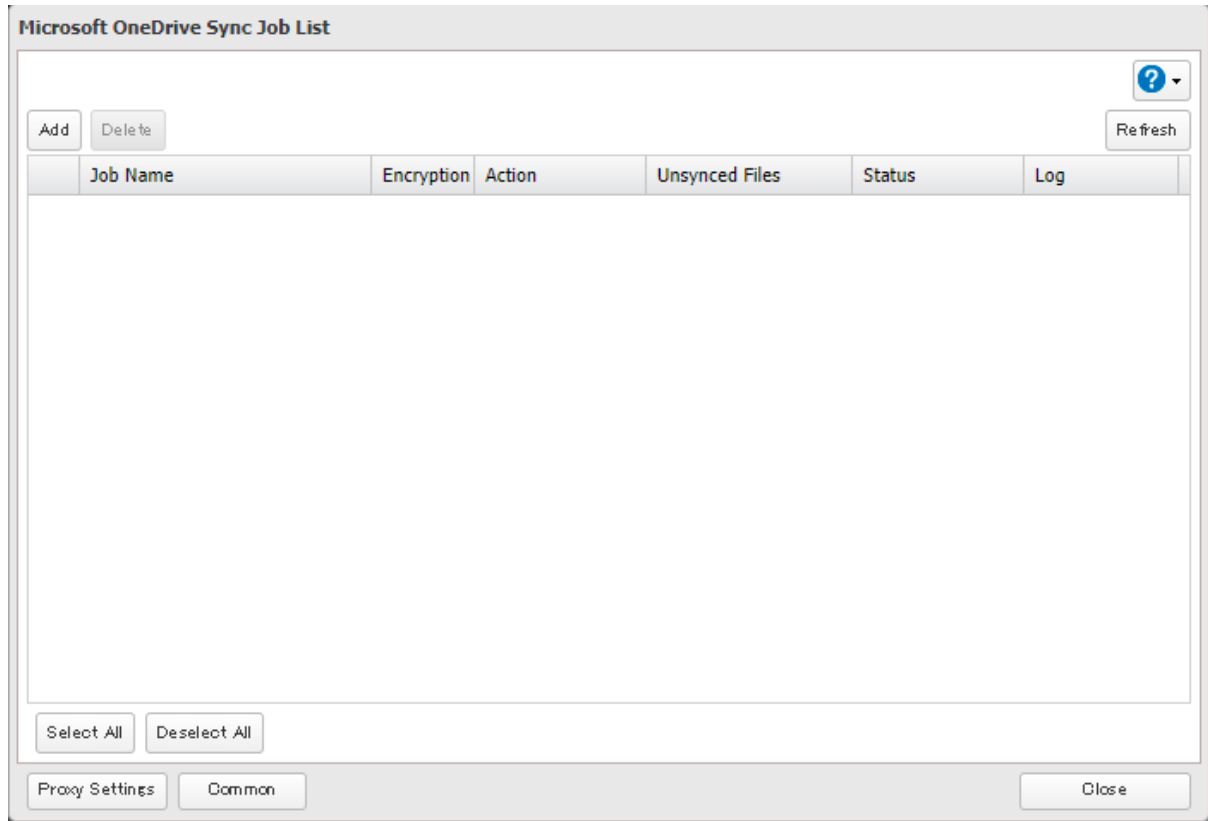 Microsoft OneDrive Sync Job List
?
Add Delete Refresh
Job Name Encryption Action Unsynced Files Status Log
Select All Deselect All
Proxy Settings Common Close